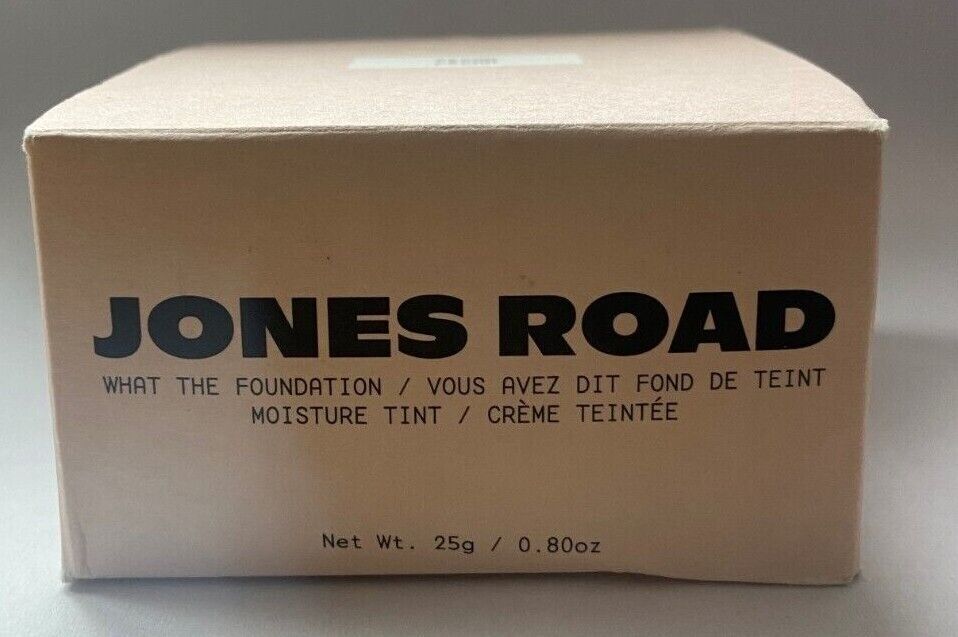 JONES ROAD
WHAT THE FOUNDATION / VOUS AVEZ DIT FOND DE TEINT
MOISTURE TINT / CRÈME TEINTÉE
Net Wt. 25g / 0.80oz